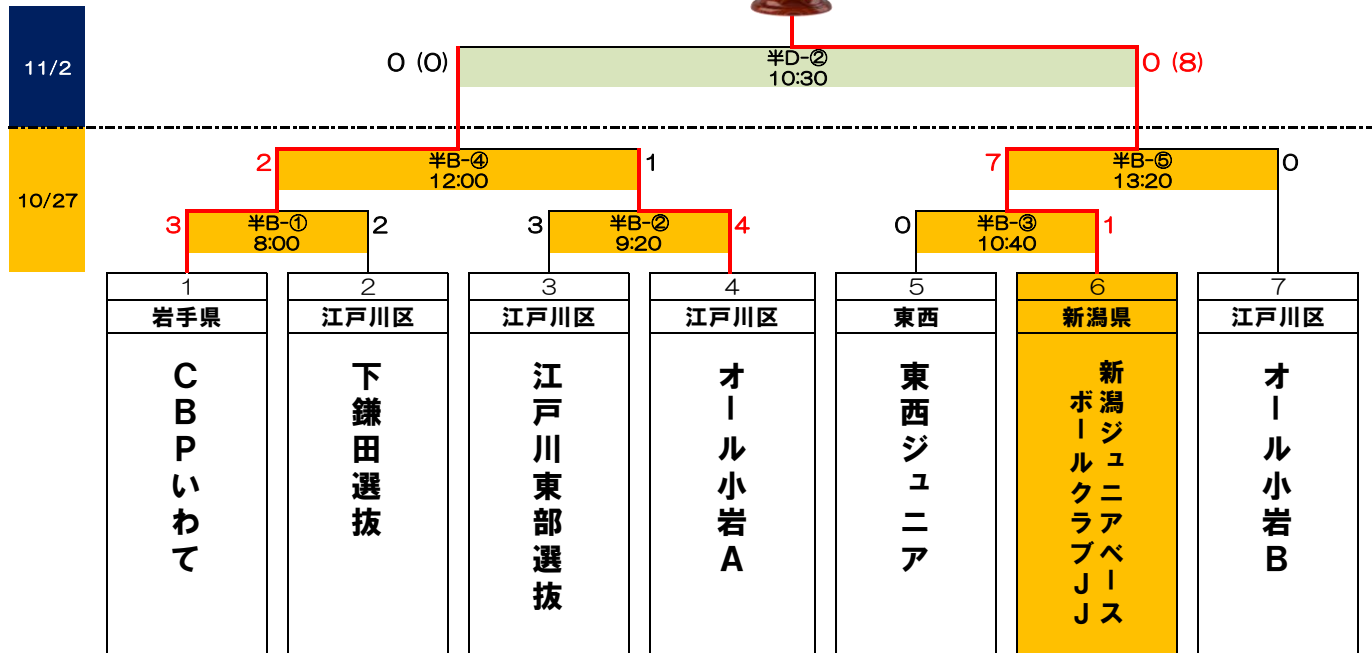 11/2
0 (0)
半D-②
10:30
0 (8)
10/27
2
半B-④
12:00
1
7
半B-⑤
13:20
0
3
半B-①
8:00
2
3
半B-②
9:20
4
0
半B-③
10:40
1
1
2
3
4
5
6
7
岩手県
江戸川区
江戸川区
江戸川区
東西
新潟県
江戸川区
CBPいわて
下鎌田選抜
江戸川東部選抜
オール小岩A
東西ジュニア
新潟ジュニアベース
ボールクラブJJ
オール小岩B